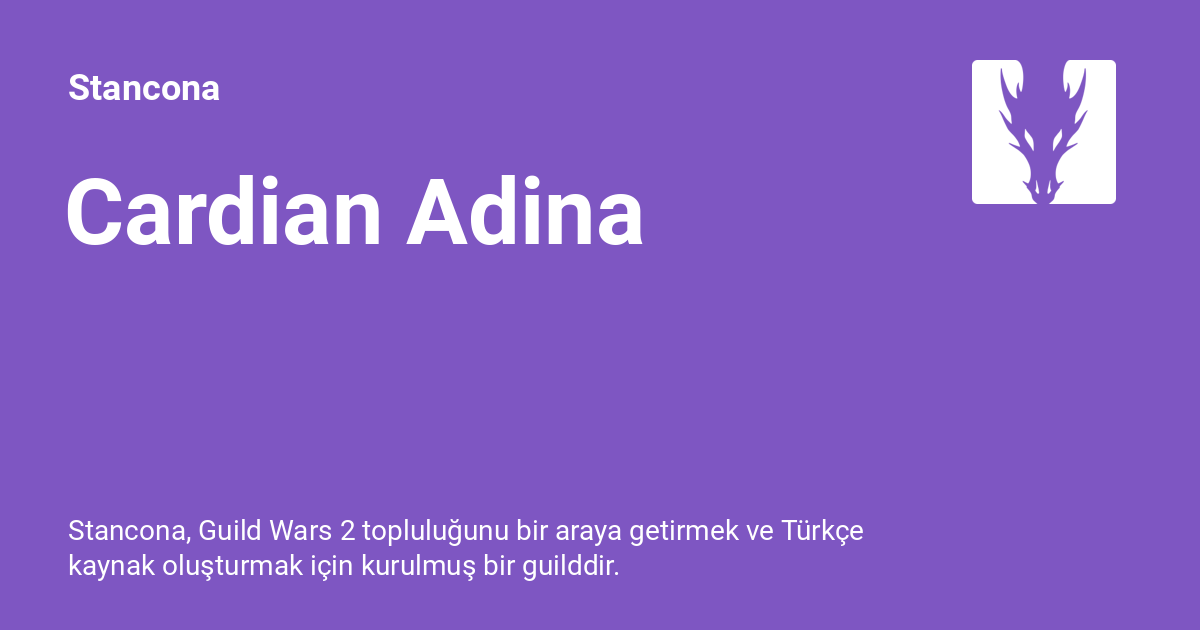 Stancona
Cardian Adina
Stancona, Guild Wars 2 topluluğunu bir araya getirmek ve Türkçe
kaynak oluşturmak için kurulmuş bir guilddir.